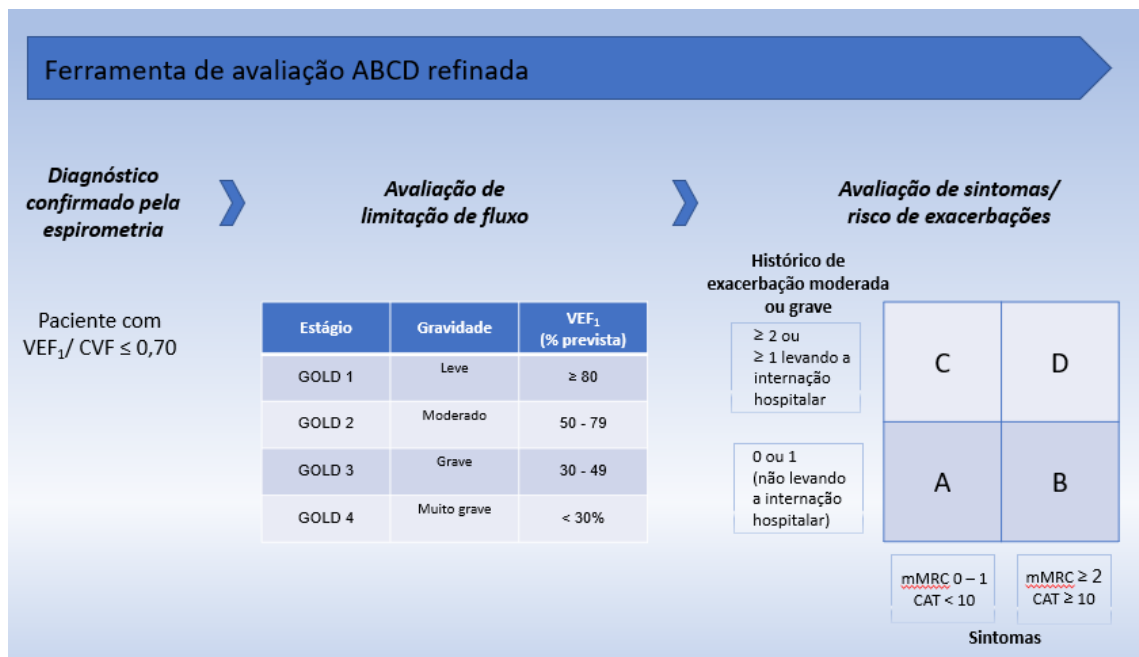 Ferramenta de avaliação ABCD refinada
Diagnóstico
confirmado pela
espirometria
Paciente com
VEF₁/ CVF ≤ 0,70
Avaliação de
limitação de fluxo
Estágio Gravidade VEF₁
(% prevista)
GOLD 1 Leve ≥ 80
GOLD 2 Moderado 50 - 79
GOLD 3 Grave 30 - 49
GOLD 4 Muito grave < 30%
Avaliação de sintomas/
risco de exacerbações
Histórico de
exacerbação moderada
ou grave
≥ 2 ou
≥ 1 levando a
internação
hospitalar
C D
0 ou 1
(não levando
a internação
hospitalar)
A B
mMRC 0 – 1
CAT < 10
mMRC ≥ 2
CAT ≥ 10
Sintomas